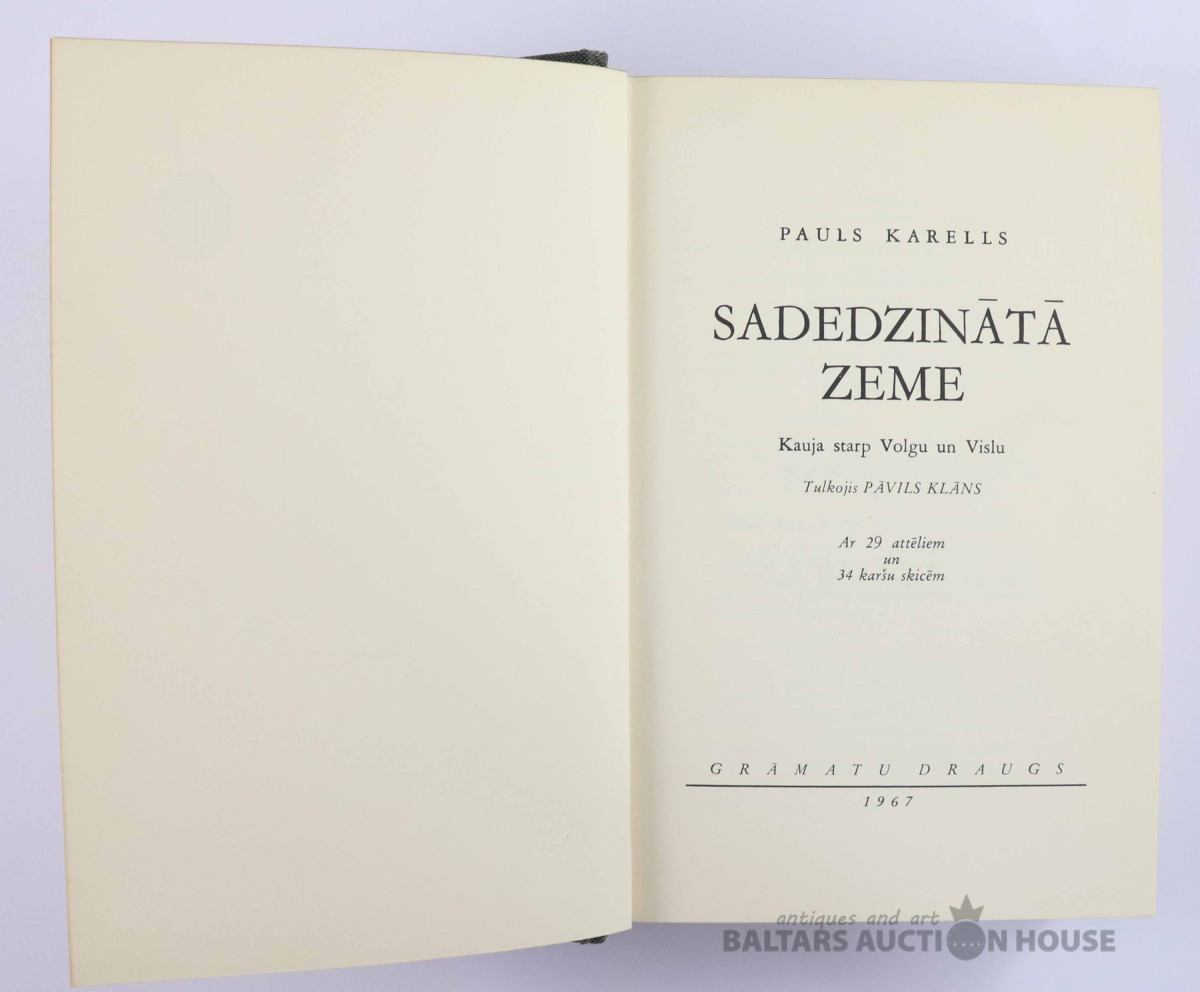 PAULS KARELLS
SADEDZINĀTĀ
ZEME
Kauja starp Volgu un Vislu
Tulkojis PĀVILS KLĀNS
Ar 29 attēliem
un
34 karšu skicēm
GRĀMATU DRAUGS
1967
antiques and art
BALTARS AUCTION HOUSE